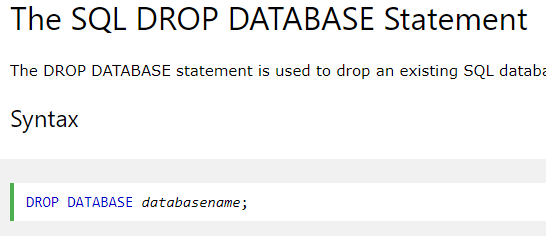 The SQL DROP DATABASE Statement
The DROP DATABASE statement is used to drop an existing SQL
Syntax
DROP DATABASE databasename;